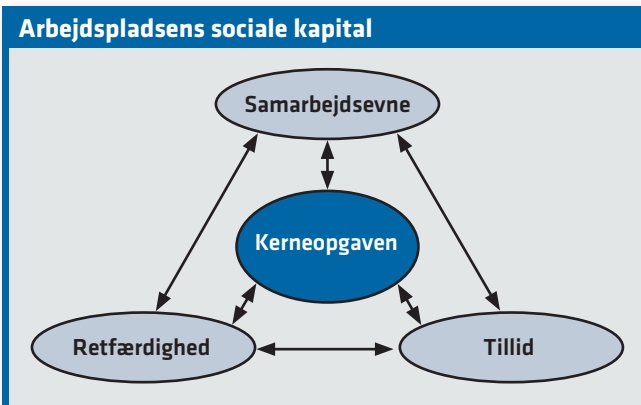 Arbejdspladsens sociale kapital
Samarbejdsevne
Kerneopgaven
Retfærdighed
Tillid